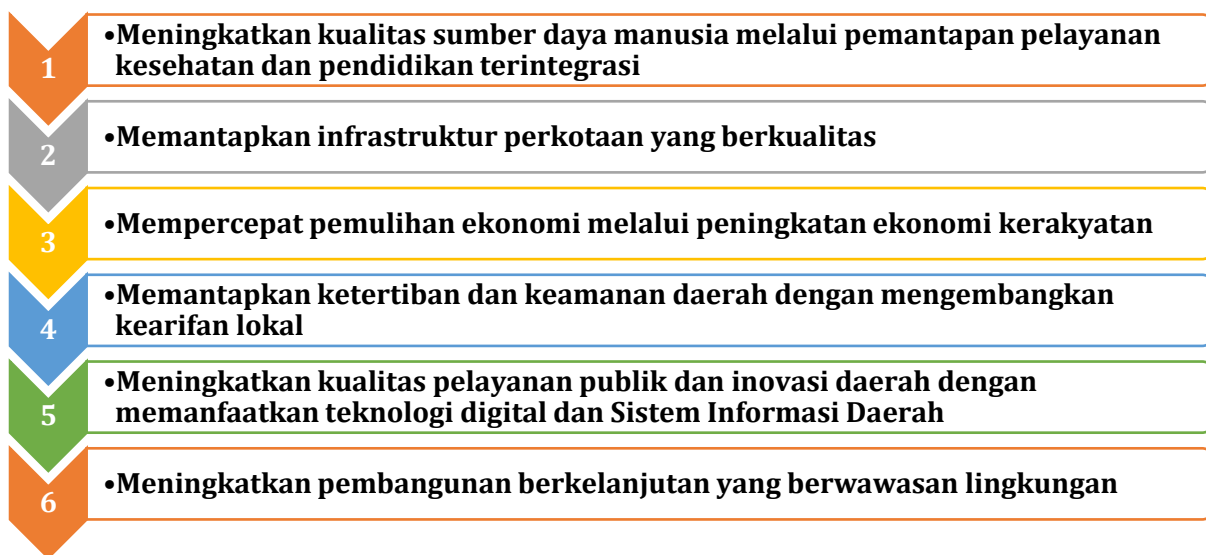 1
•Meningkatkan kualitas sumber daya manusia melalui pemantapan pelayanan
kesehatan dan pendidikan terintegrasi
2
•Memantapkan infrastruktur perkotaan yang berkualitas
3
•Mempercepat pemulihan ekonomi melalui peningkatan ekonomi kerakyatan
4
•Memantapkan ketertiban dan keamanan daerah dengan mengembangkan
kearifan lokal
5
•Meningkatkan kualitas pelayanan publik dan inovasi daerah dengan
memanfaatkan teknologi digital dan Sistem Informasi Daerah
6
•Meningkatkan pembangunan berkelanjutan yang berwawasan lingkungan